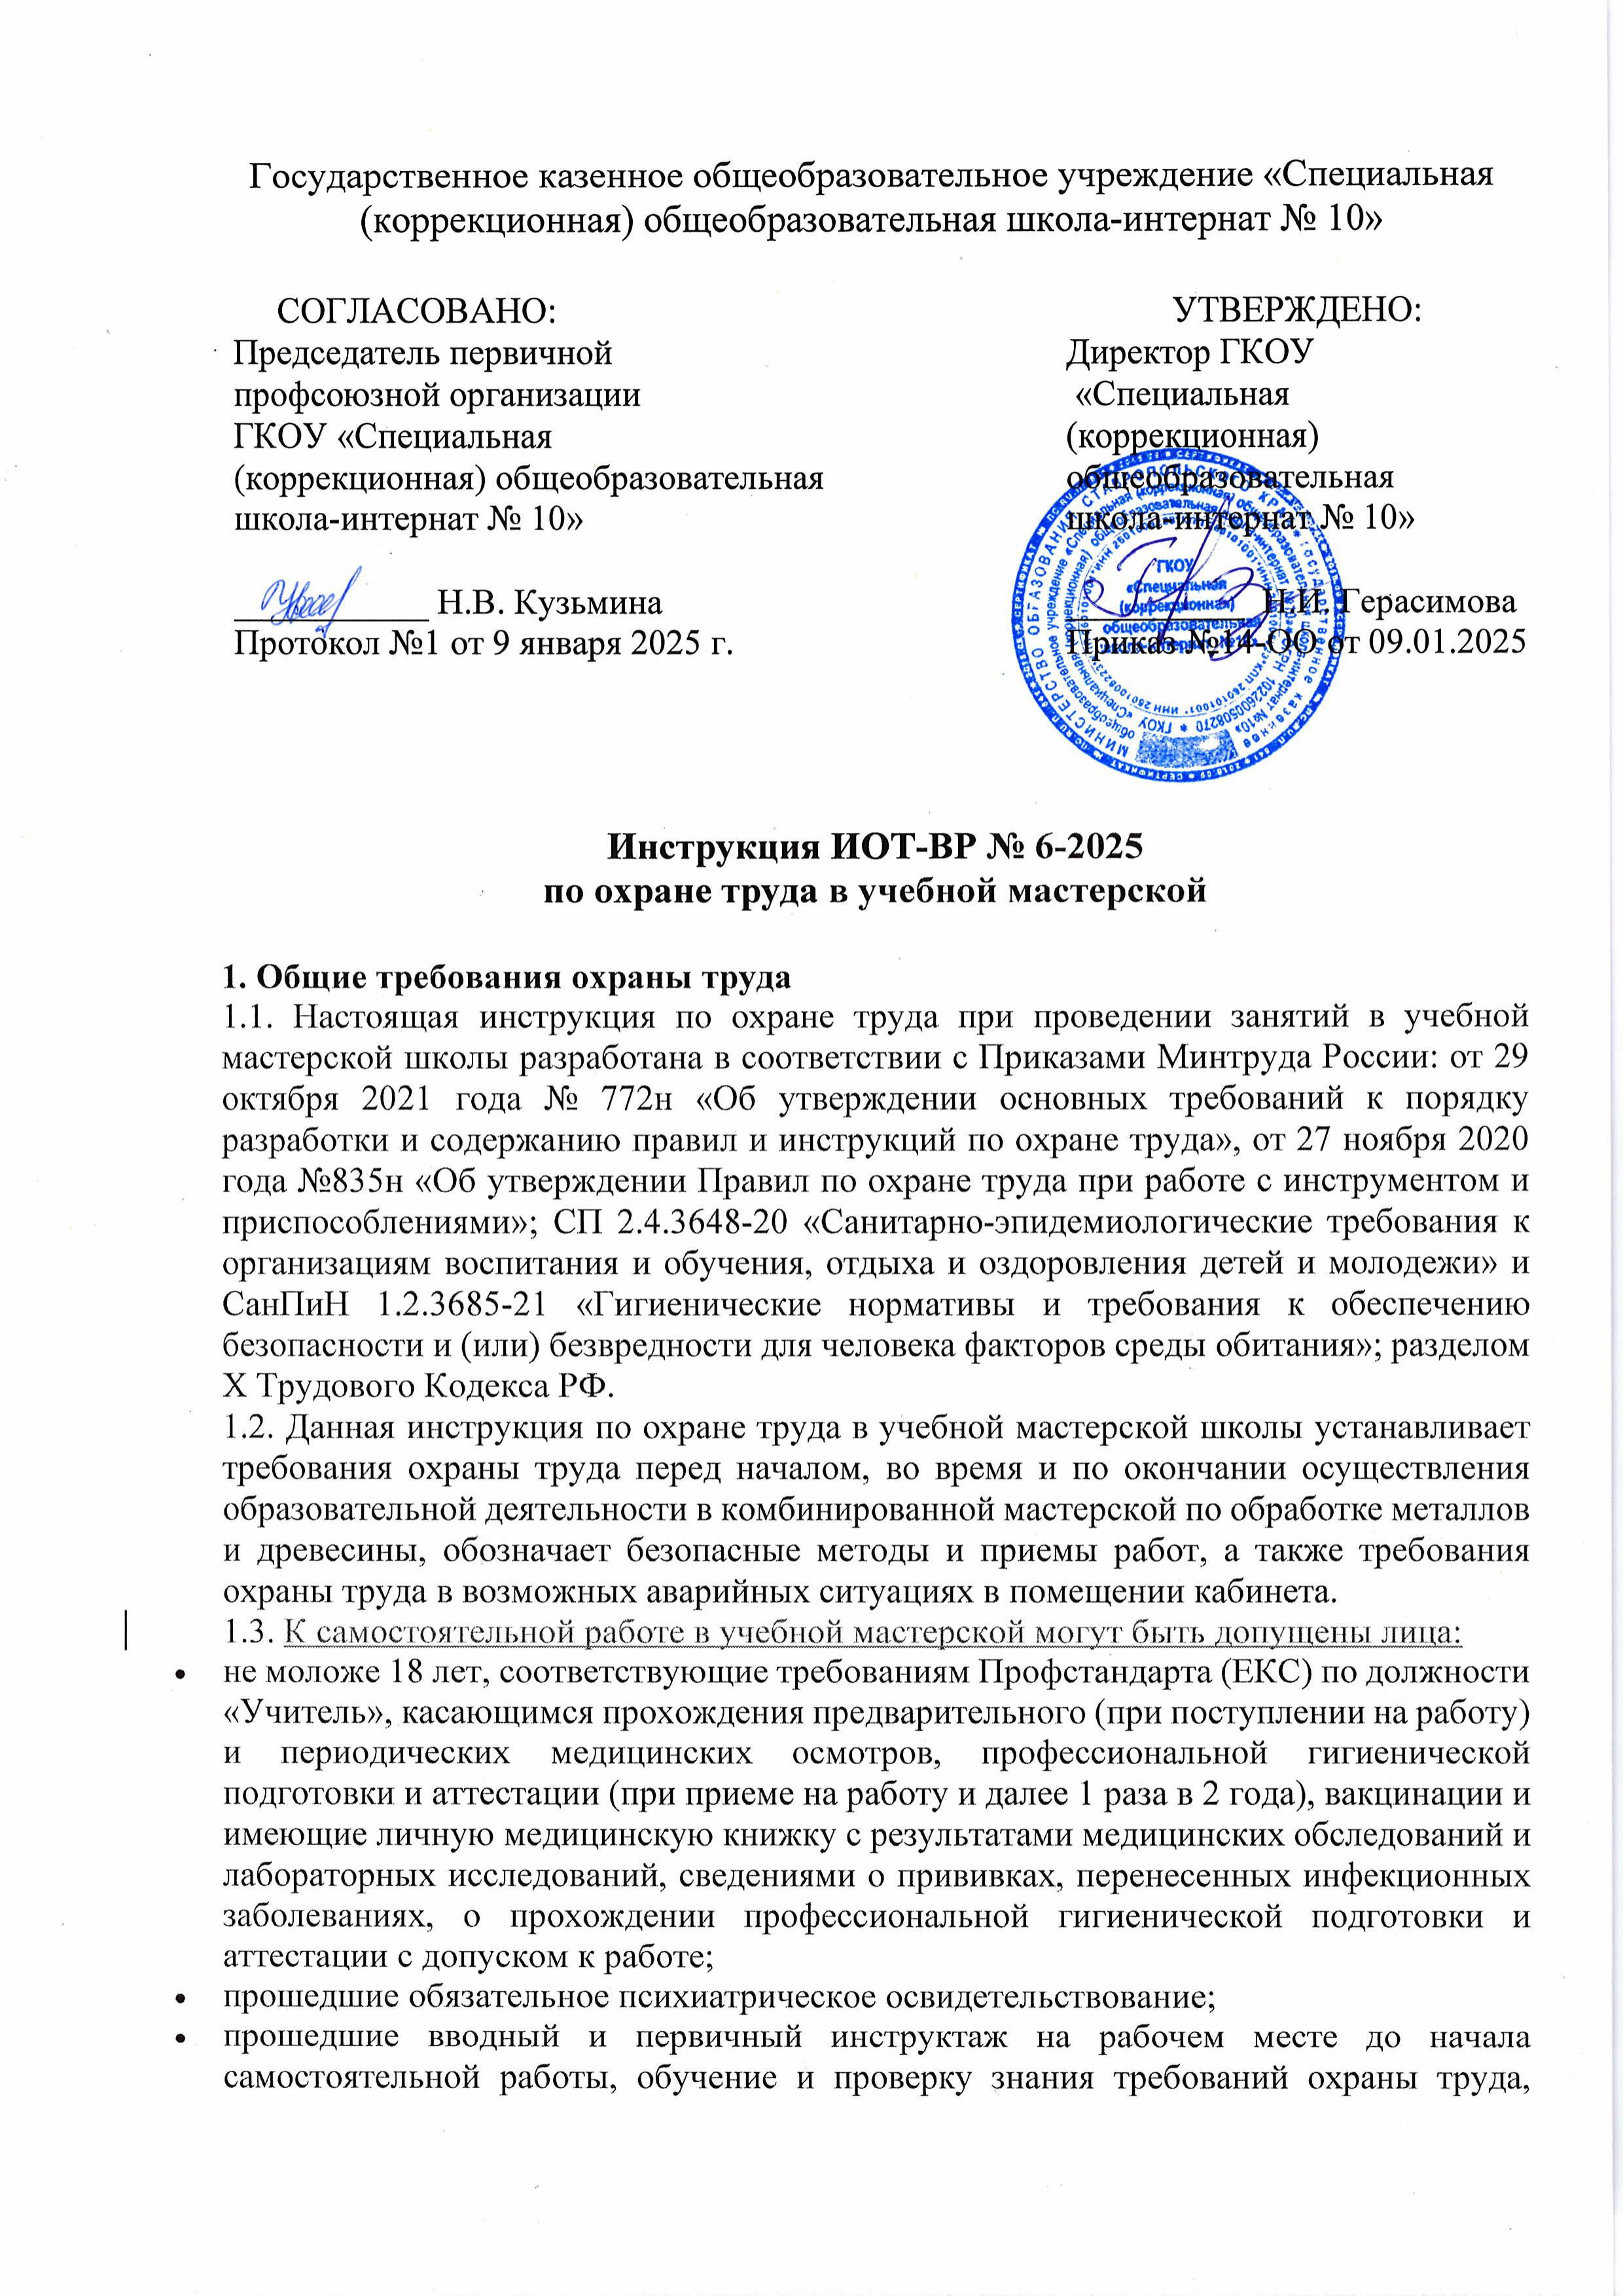 Государственное казенное общеобразовательное учреждение «Специальная
(коррекционная) общеобразовательная школа-интернат № 10»
СОГЛАСОВАНО:
Председатель первичной
профсоюзной организации
ГКОУ «Специальная
(коррекционная) общеобразовательная
школа-интернат № 10»
Н.В. Кузьмина
Протокол №1 от 9 января 2025 г.
УТВЕРЖДЕНО:
Директор ГКОУ
«Специальная
(коррекционная)
общеобразовательная
школа-интернат № 10»
Н.И. Герасимова
Приказ №14-ОО от 09.01.2025
ГКОУ
«Специальная
(коррекционная)
общеобразовательная
МИНИСТЕРСТВО ОБРАЗОВАНИЯ СТАВРОПОЛЬСКОГО КРАЯ
Инструкция ИОТ-ВР № 6-2025
по охране труда в учебной мастерской
1. Общие требования охраны труда
1.1. Настоящая инструкция по охране труда при проведении занятий в учебной
мастерской школы разработана в соответствии с Приказами Минтруда России: от 29
октября 2021 года № 772н «Об утверждении основных требований к порядку
разработки и содержанию правил и инструкций по охране труда», от 27 ноября 2020
года №835н «Об утверждении Правил по охране труда при работе с инструментом и
приспособлениями»; СП 2.4.3648-20 «Санитарно-эпидемиологические требования к
организациям воспитания и обучения, отдыха и оздоровления детей и молодежи» и
СанПиН 1.2.3685-21 «Гигиенические нормативы и требования к обеспечению
безопасности и (или) безвредности для человека факторов среды обитания»; разделом
X Трудового Кодекса РФ.
1.2. Данная инструкция по охране труда в учебной мастерской школы устанавливает
требования охраны труда перед началом, во время и по окончании осуществления
образовательной деятельности в комбинированной мастерской по обработке металлов
и древесины, обозначает безопасные методы и приемы работ, а также требования
охраны труда в возможных аварийных ситуациях в помещении кабинета.
1.3. К самостоятельной работе в учебной мастерской могут быть допущены лица:
• не моложе 18 лет, соответствующие требованиям Профстандарта (ЕКС) по должности
«Учитель», касающимся прохождения предварительного (при поступлении на работу)
и периодических медицинских осмотров, профессиональной гигиенической
подготовки и аттестации (при приеме на работу и далее 1 раза в 2 года), вакцинации и
имеющие личную медицинскую книжку с результатами медицинских обследований и
лабораторных исследований, сведениями о прививках, перенесенных инфекционных
заболеваниях, о прохождении профессиональной гигиенической подготовки и
аттестации с допуском к работе;
• прошедшие обязательное психиатрическое освидетельствование;
• прошедшие вводный и первичный инструктаж на рабочем месте до начала
самостоятельной работы, обучение и проверку знания требований охраны труда,